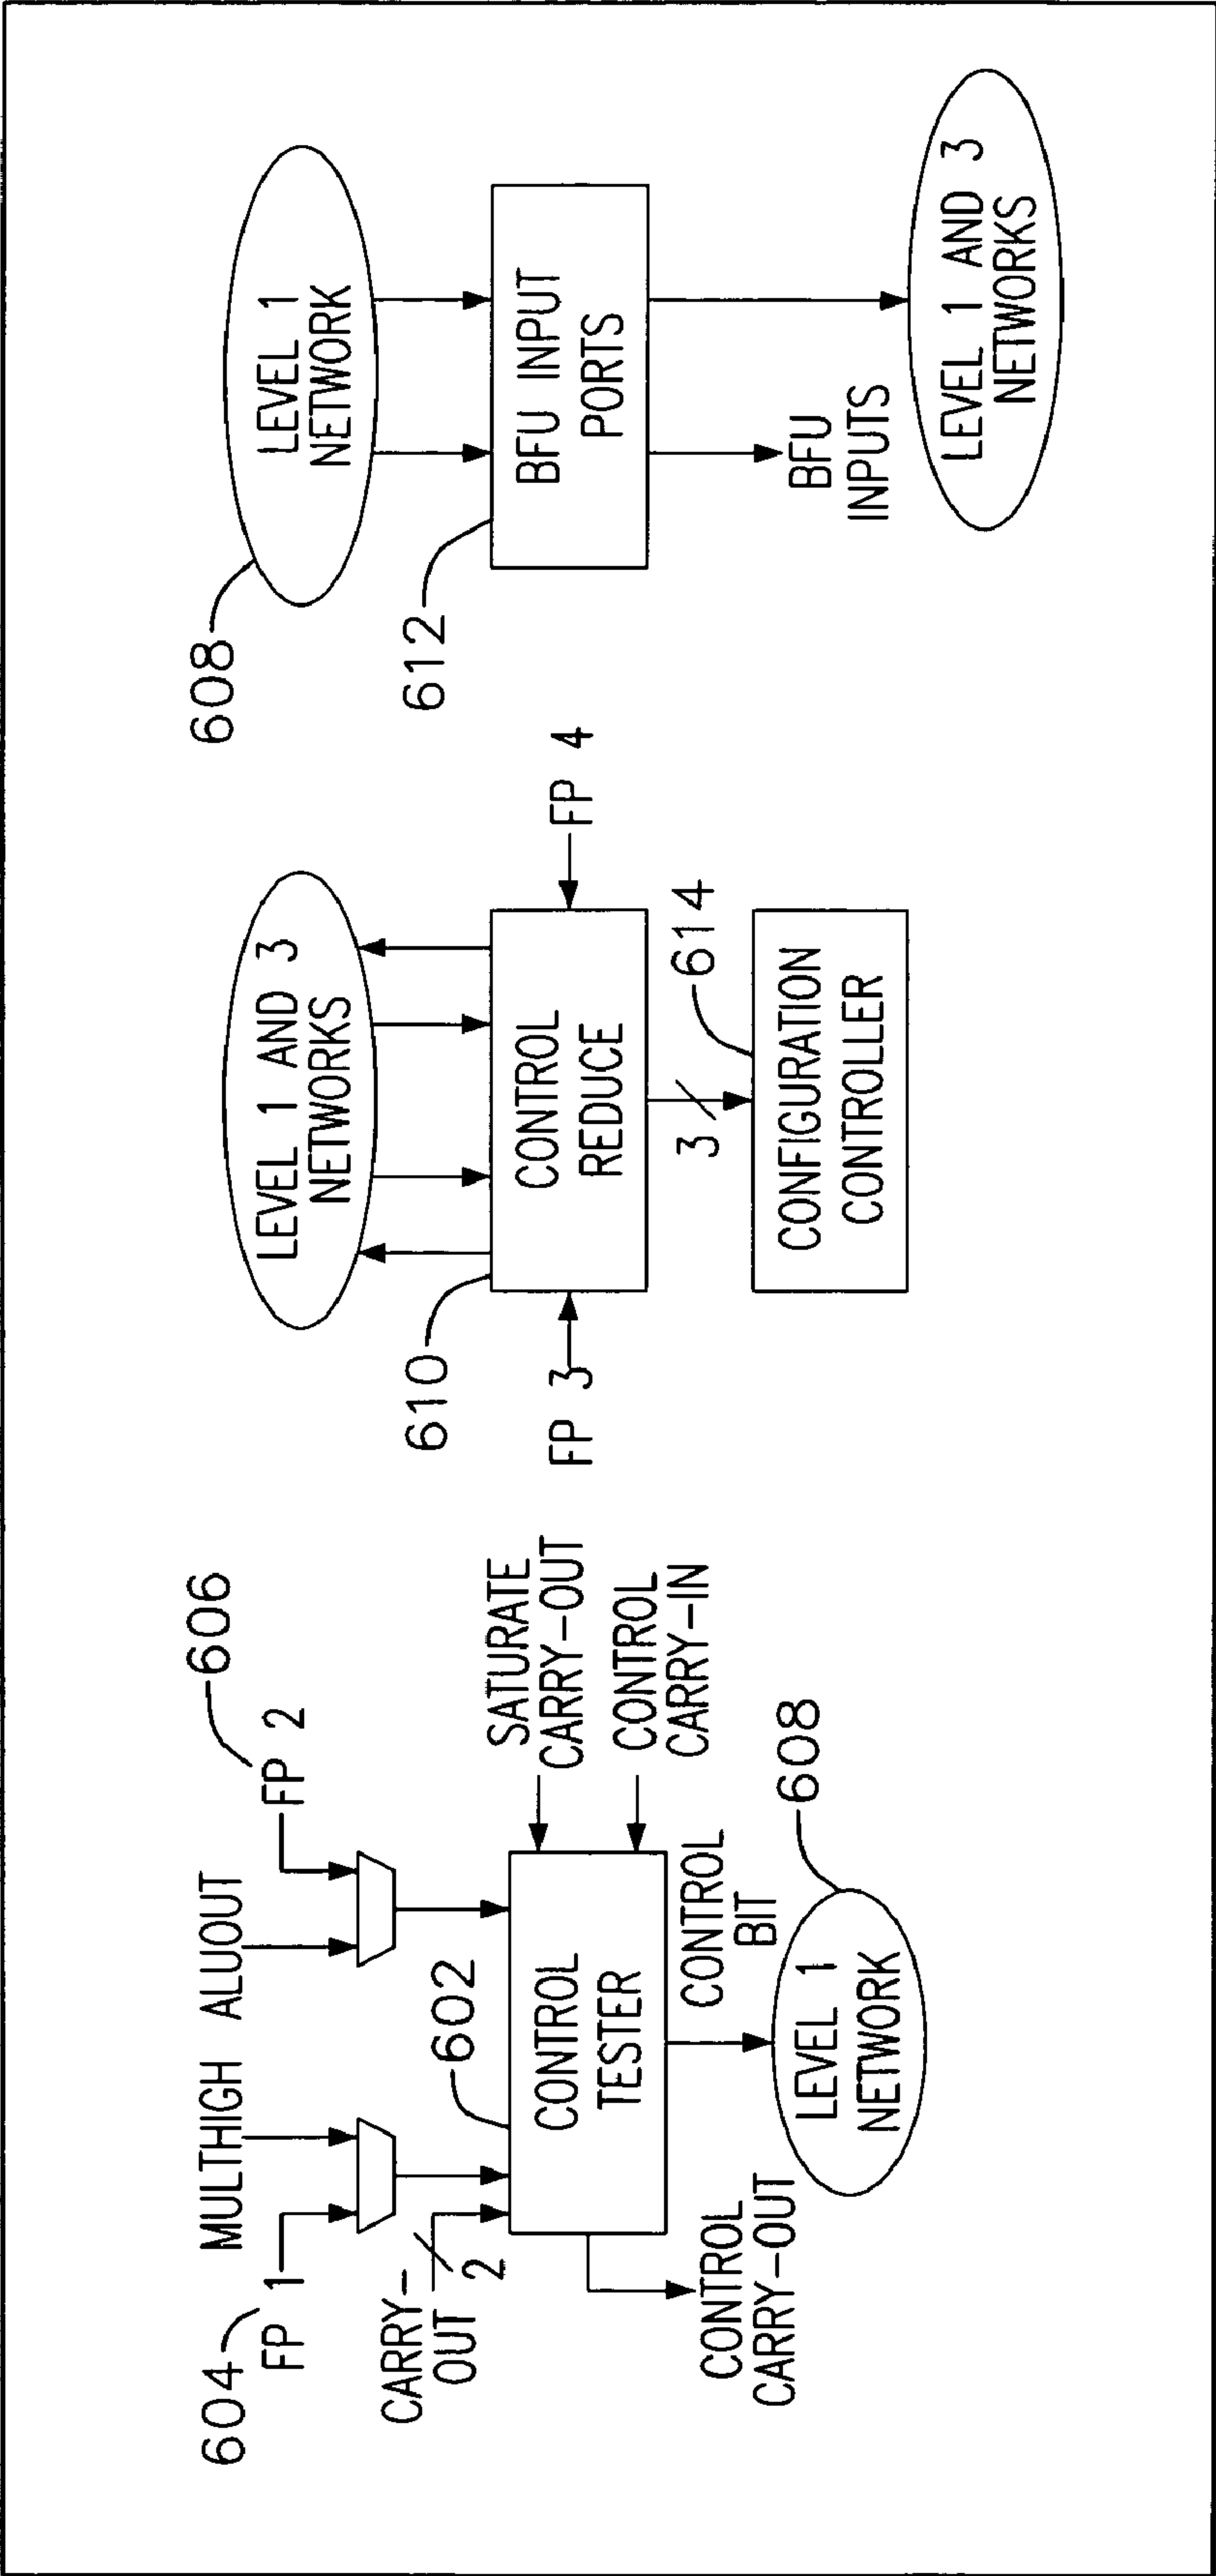 604
FP 1
MULTHIGH
ALUOUT
FP 2
606
CARRY-
OUT
2
602
CONTROL
TESTER
SATURATE
CARRY-OUT
CONTROL
CARRY-IN
CONTROL
CARRY-OUT
CONTROL
BIT
LEVEL 1
NETWORK
608
LEVEL 1 AND 3
NETWORKS
610
FP 3
CONTROL
REDUCE
FP 4
3
614
CONFIGURATION
CONTROLLER
608
LEVEL 1
NETWORK
612
BFU INPUT
PORTS
BFU
INPUTS
LEVEL 1 AND 3
NETWORKS